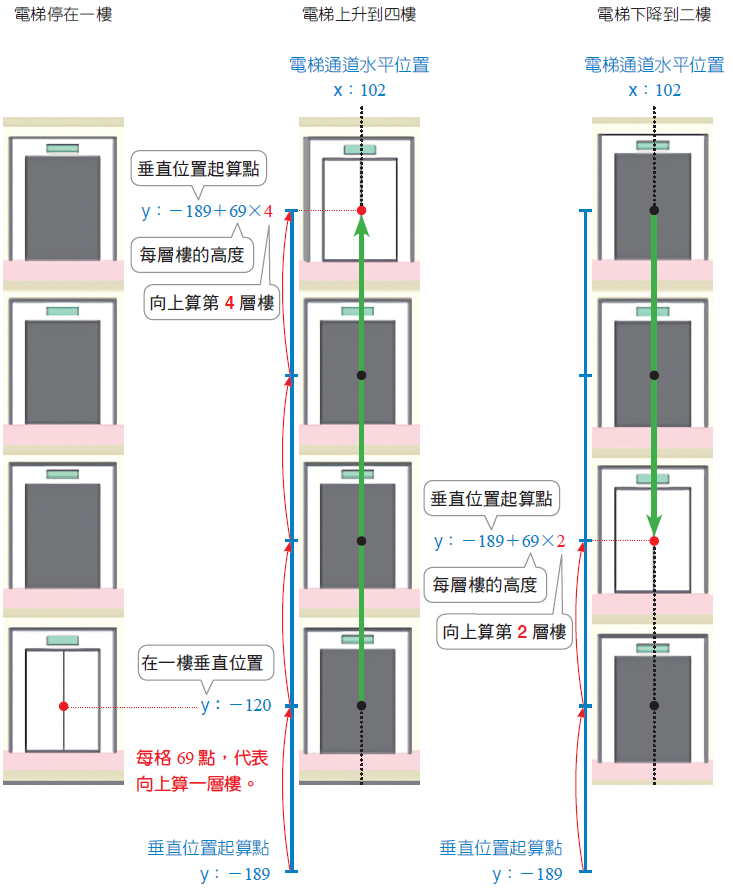 電梯停在一樓
電梯上升到四樓
電梯下降到二樓
電梯通道水平位置
x：102
電梯通道水平位置
x：102
垂直位置起算點
y：－189＋69×4
每層樓的高度
向上算第 4 層樓
垂直位置起算點
y：－189＋69×2
每層樓的高度
向上算第 2 層樓
在一樓垂直位置
y：－120
每格 69 點，代表
向上算一層樓。
垂直位置起算點
y：－189
垂直位置起算點
y：－189